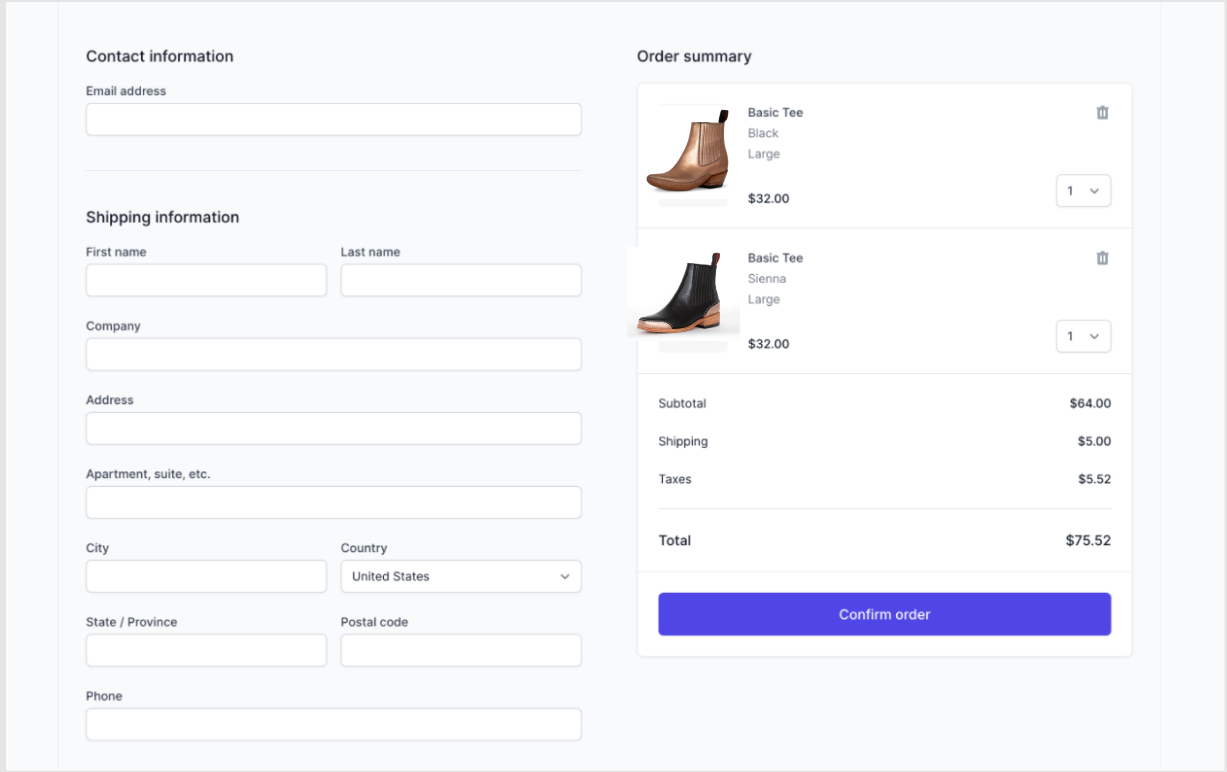 Contact information
Email address
Shipping information
First name
Last name
Company
Address
Apartment, suite, etc.
City
Country
United States
State / Province
Postal code
Phone
Order summary
Basic Tee
Black
Large
$32.00
1
Basic Tee
Sienna
Large
$32.00
1
Subtotal $64.00
Shipping $5.00
Taxes $5.52
Total $75.52
Confirm order